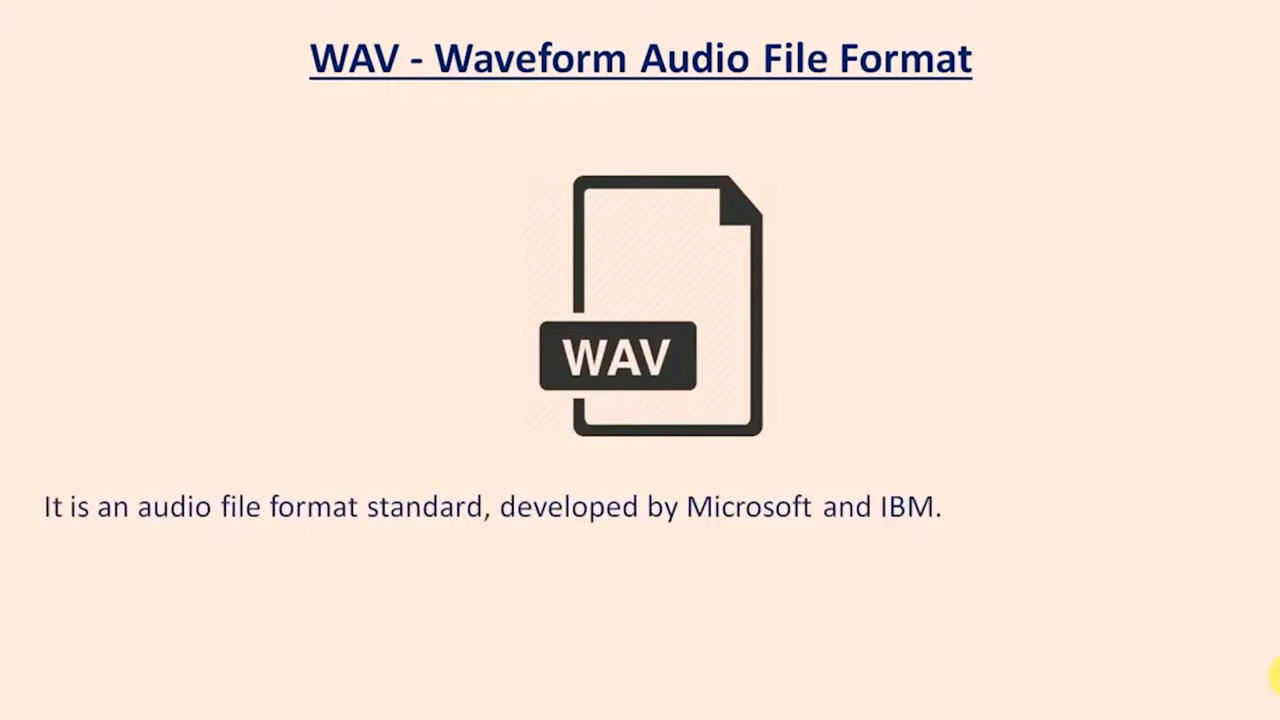 WAV - Waveform Audio File Format
WAV
It is an audio file format standard, developed by Microsoft and IBM.